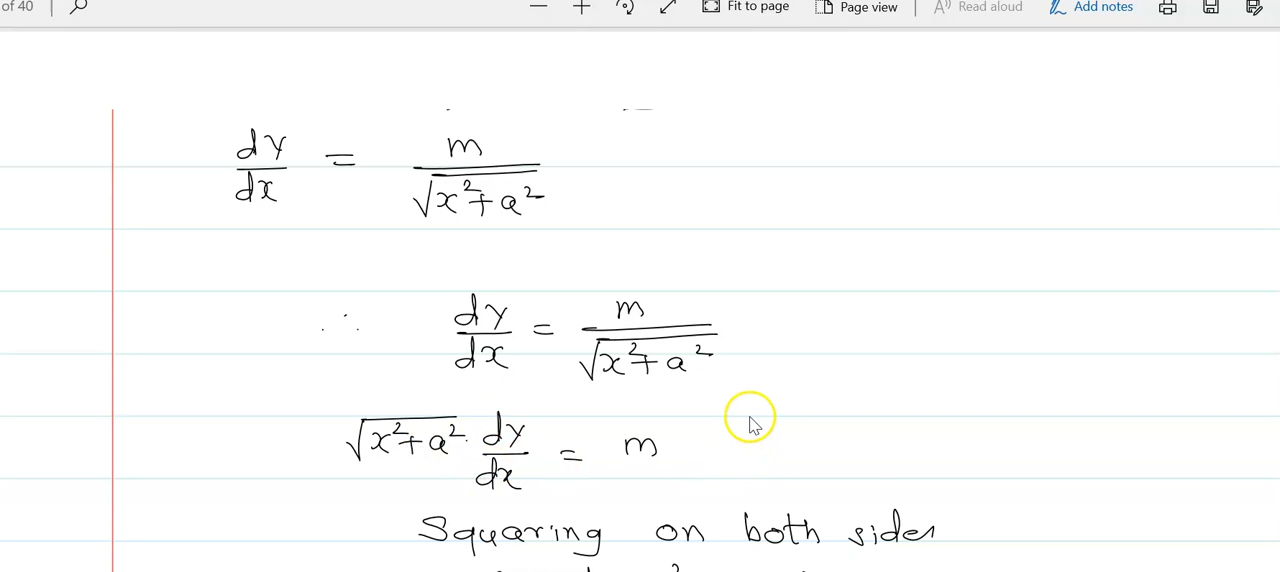 of 40 Fit to page Page view Read aloud Add notes
dy/dx = m/√(x²+a²)
∴ dy/dx = m/√(x²+a²)
√(x²+a²) . dy/dx = m
Squaring on both sides